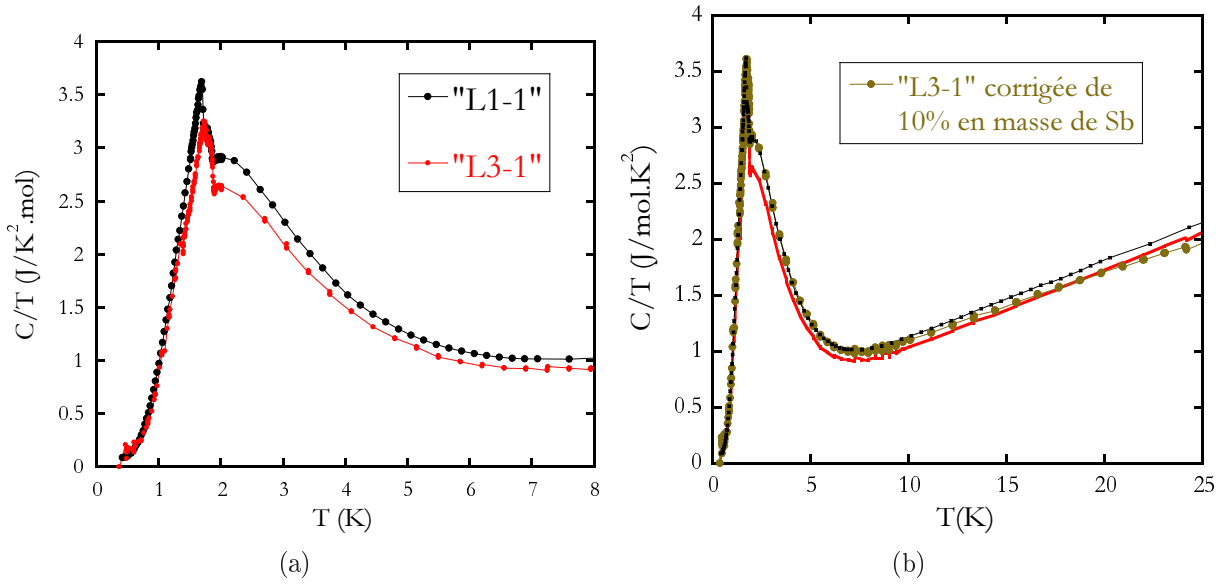 4
3.5
3
2.5
2
1.5
1
0.5
0
0 1 2 3 4 5 6 7 8
C/T (J/K².mol)
T (K)
"L1-1"
"L3-1"
(a)
4
3.5
3
2.5
2
1.5
1
0.5
0
0 5 10 15 20 25
C/T (J/mol.K²)
T(K)
"L3-1" corrigée de
10% en masse de Sb
(b)